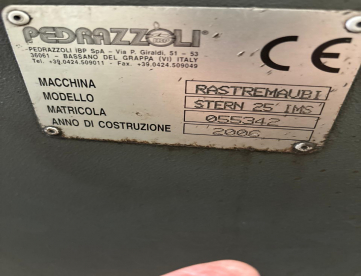 PEDRAZZOLI
PEDRAZZOLI IBP SpA - Via P. Giraldi, 51 - 53
36061 - BASSANO DEL GRAPPA (VI) ITALY
Tel. +39.0424.509011 - Fax. +39.0424.509049
CE
MACCHINA RASTREMAUBI
MODELLO STERN 25 IMS
MATRICOLA 055342
ANNO DI COSTRUZIONE 2006